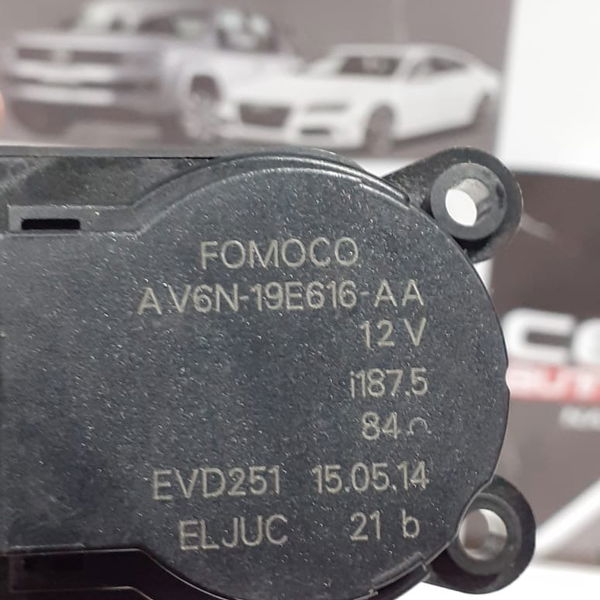 FOMOCO
AV6N-19E616-AA
12 V
i187.5
84
EVD251 15.05.14
ELJUC 21 b